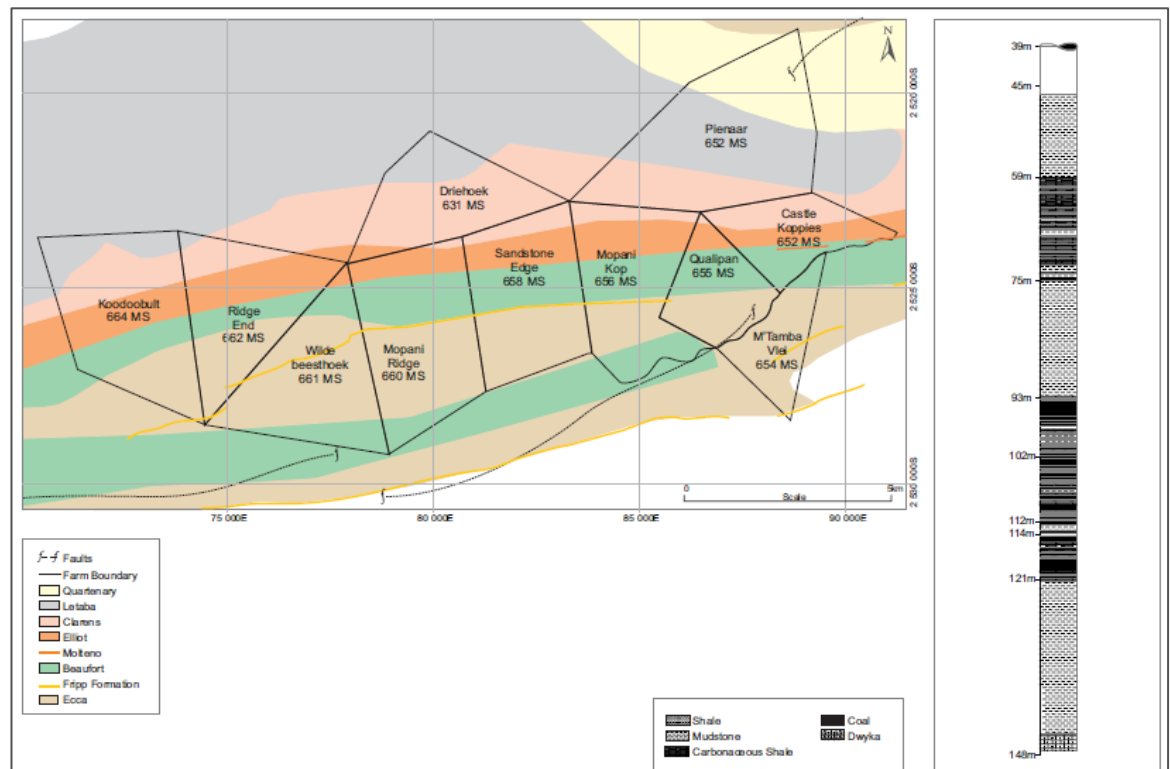 N
2 520 000S
Pienaar
652 MS
Driehoek
631 MS
Castle
Koppies
652 MS
Sandstone
Edge
658 MS
Mopani
Kop
656 MS
Qualipan
655 MS
2 525 000S
Koodoobult
664 MS
Ridge
End
662 MS
Wilde
beesthoek
661 MS
Mopani
Ridge
660 MS
M'Tamba
Vlei
654 MS
0
5km
Scale
2 530 000S
75 000E
80 000E
85 000E
90 000E
Faults
Farm Boundary
Quartenary
Letaba
Clarens
Elliot
Molteno
Beaufort
Fripp Formation
Ecca
Shale
Mudstone
Carbonaceous Shale
Coal
Dwyka
39m
45m
59m
75m
93m
102m
112m
114m
121m
148m